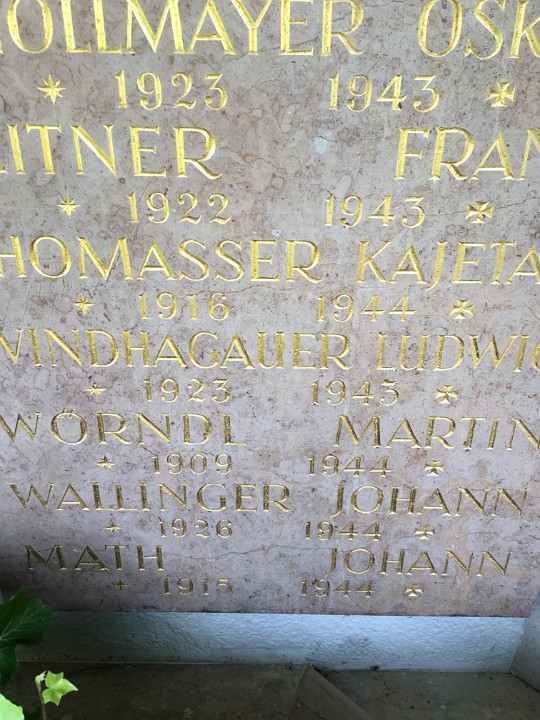 OLLMAYER OSK
1923 1943
ITNER FRAN
1922 1943
HOMASSER KAJETA
1916 1944
WINDHAGAUER LUDWIG
1923 1943
WÖRNDL MARTIN
1909 1944
WALLINGER JOHANN
1926 1944
MATH JOHANN
1915 1944